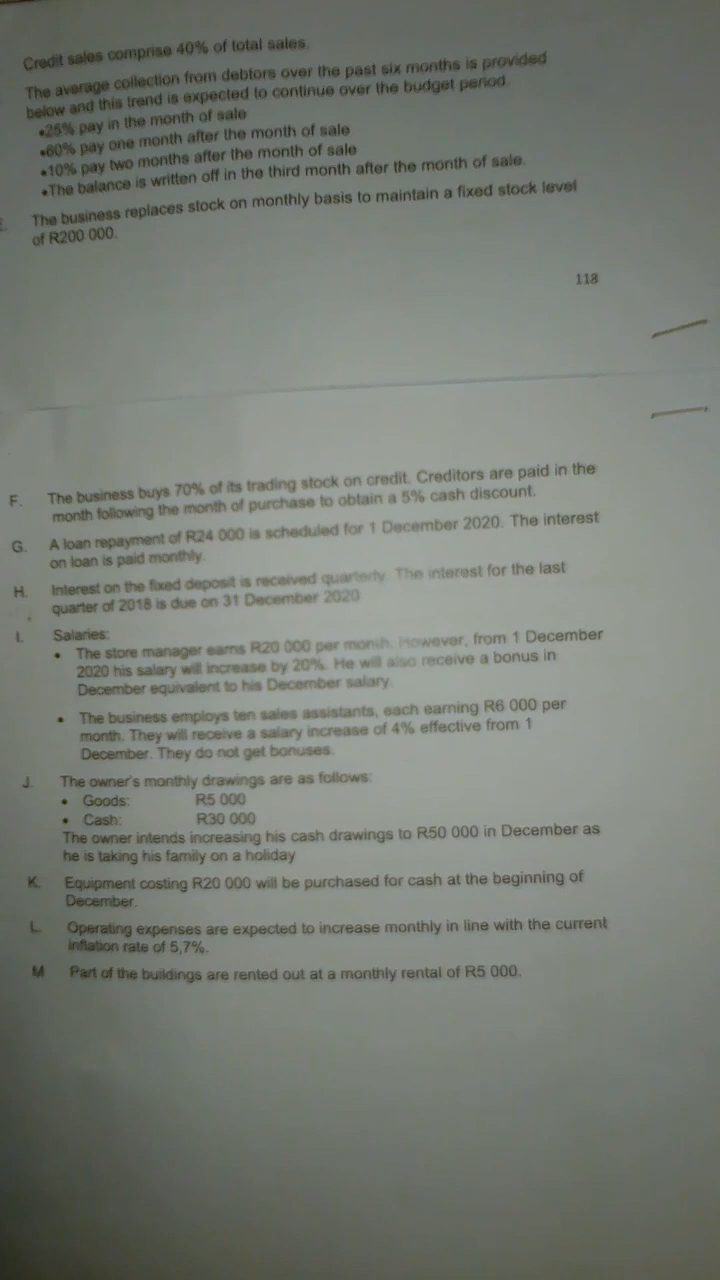 Credit sales comprise 40% of total sales.
The average collection from debtors over the past six months is provided
below and this trend is expected to continue over the budget period.
•25% pay in the month of sale
•60% pay one month after the month of sale
•10% pay two months after the month of sale
•The balance is written off in the third month after the month of sale.
The business replaces stock on monthly basis to maintain a fixed stock level
of R200 000.
118
F. The business buys 70% of its trading stock on credit. Creditors are paid in the
month following the month of purchase to obtain a 5% cash discount.
G. A loan repayment of R24 000 is scheduled for 1 December 2020. The interest
on loan is paid monthly.
H. Interest on the fixed deposit is received quarterly. The interest for the last
quarter of 2018 is due on 31 December 2020
I. Salaries:
• The store manager earns R20 000 per month. However, from 1 December
2020 his salary will increase by 20%. He will also receive a bonus in
December equivalent to his December salary.
• The business employs ten sales assistants, each earning R6 000 per
month. They will receive a salary increase of 4% effective from 1
December. They do not get bonuses.
J. The owner's monthly drawings are as follows:
• Goods: R5 000
• Cash: R30 000
The owner intends increasing his cash drawings to R50 000 in December as
he is taking his family on a holiday
K. Equipment costing R20 000 will be purchased for cash at the beginning of
December.
L. Operating expenses are expected to increase monthly in line with the current
inflation rate of 5,7%.
M Part of the buildings are rented out at a monthly rental of R5 000.